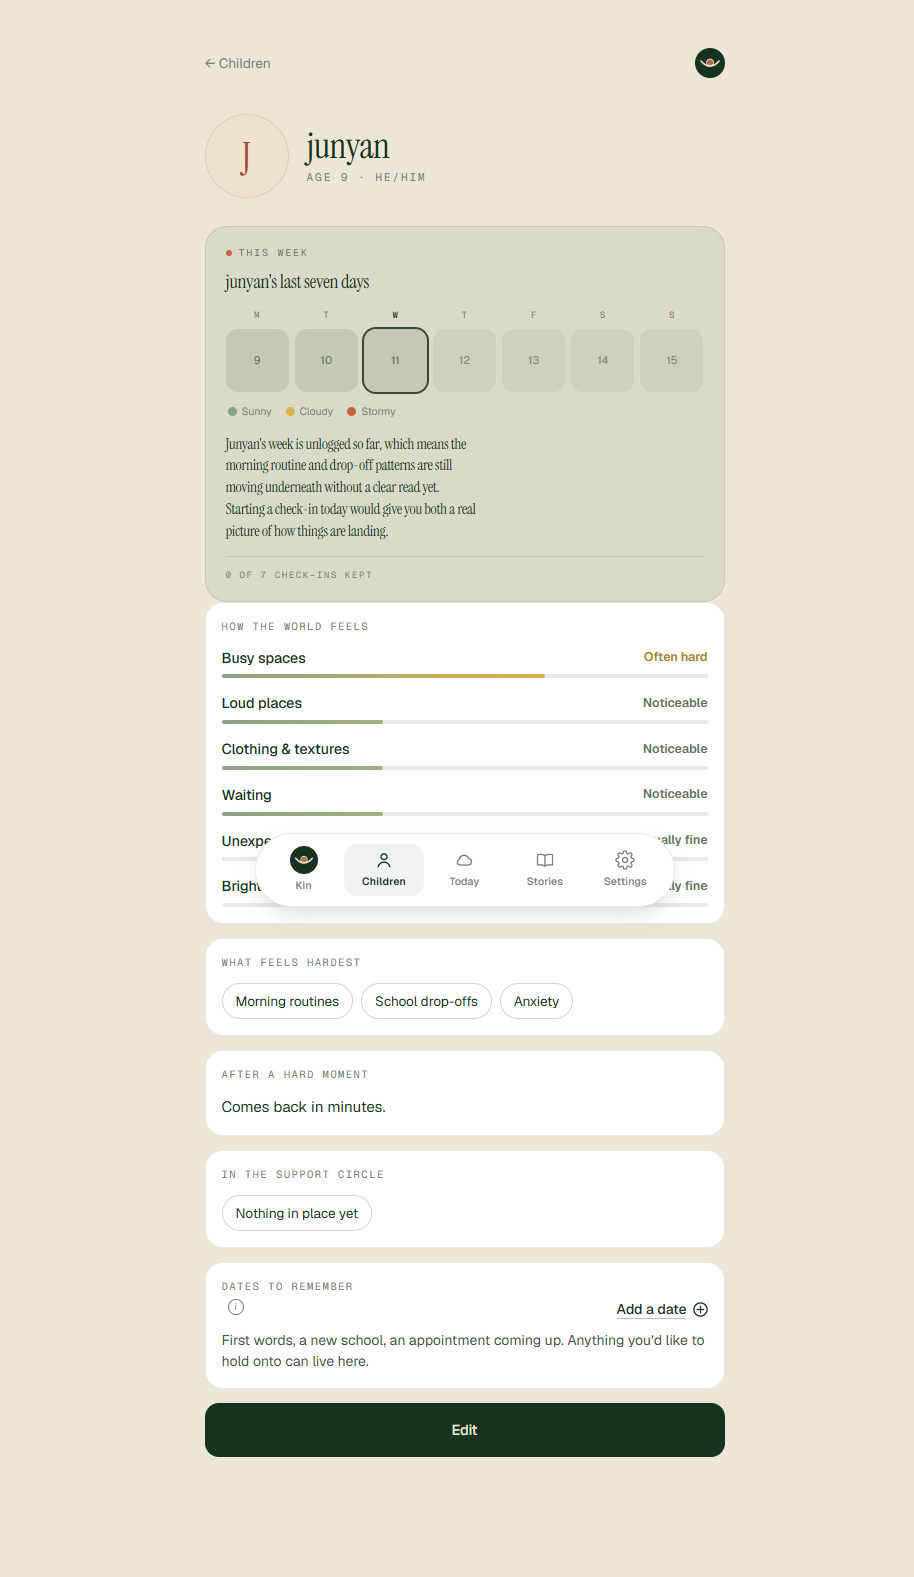 ← Children
J
junyan
AGE 9 · HE/HIM
THIS WEEK
junyan's last seven days
M T W T F S S
9 10 11 12 13 14 15
Sunny Cloudy Stormy
Junyan's week is unlogged so far, which means the
morning routine and drop-off patterns are still
moving underneath without a clear read yet.
Starting a check-in today would give you both a real
picture of how things are landing.
0 OF 7 CHECK-INS KEPT
HOW THE WORLD FEELS
Busy spaces Often hard
Loud places Noticeable
Clothing & textures Noticeable
Waiting Noticeable
fine
fine
Kin Children Today Stories Settings
WHAT FEELS HARDEST
Morning routines School drop-offs Anxiety
AFTER A HARD MOMENT
Comes back in minutes.
IN THE SUPPORT CIRCLE
Nothing in place yet
DATES TO REMEMBER
Add a date
First words, a new school, an appointment coming up. Anything you'd like to
hold onto can live here.
Edit